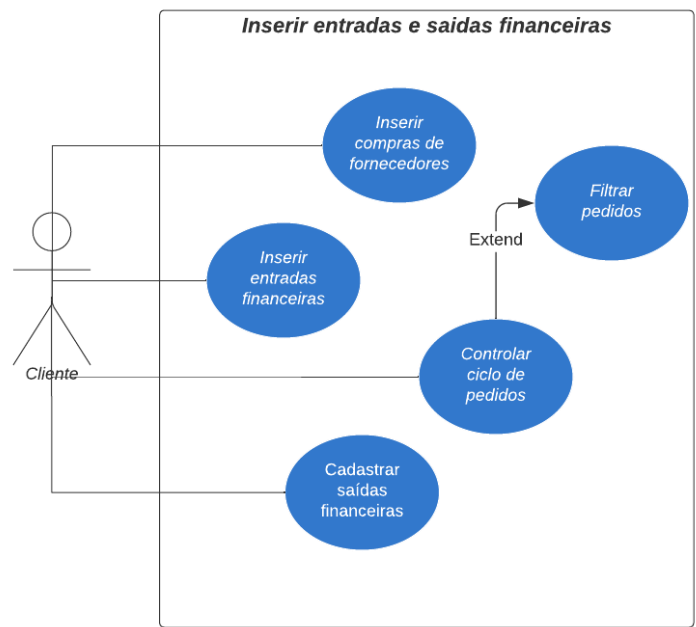 Inserir entradas e saidas financeiras
Inserir
compras de
fornecedores
Filtrar
pedidos
Extend
Inserir
entradas
financeiras
Controlar
ciclo de
pedidos
Cliente
Cadastrar
saídas
financeiras